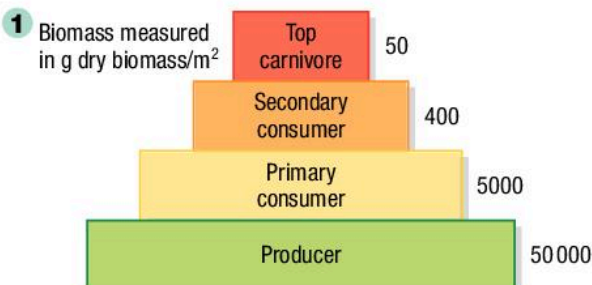 1 Biomass measured
in g dry biomass/m²
Top
carnivore
50
Secondary
consumer
400
Primary
consumer
5000
Producer
50 000